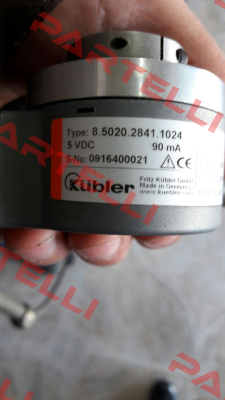 PARTELLI
Type: 8.5020.2841.1024
5 VDC 90 mA
S-No: 0916400021
CE
Kübler
Fritz Kübler GmbH
Made in Germany
www.kuebler.com